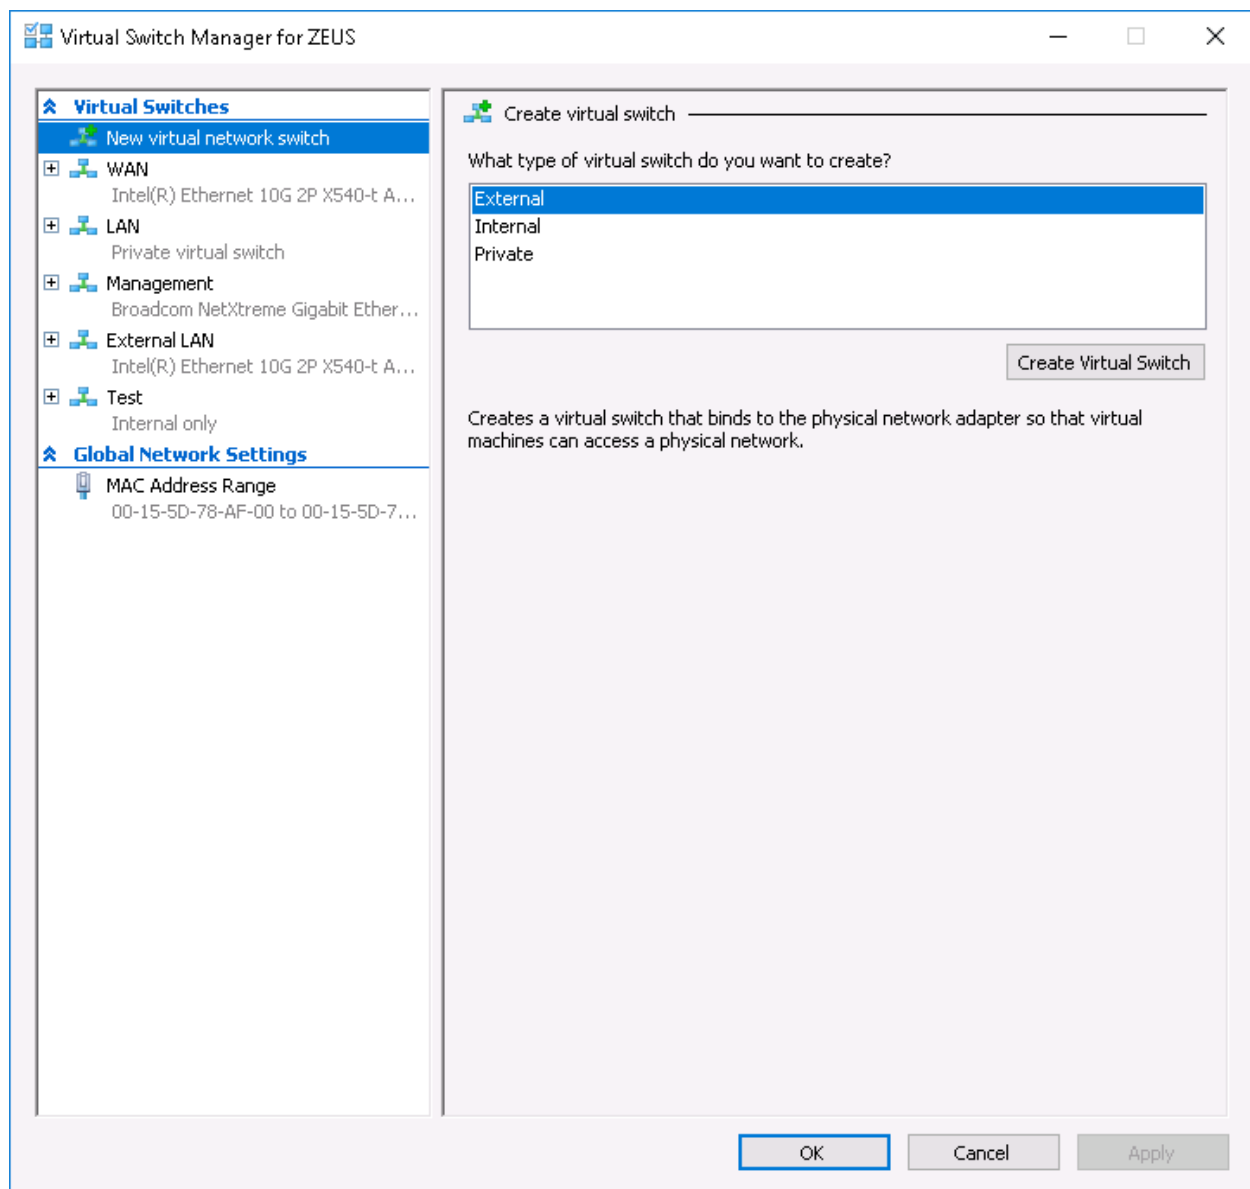 Virtual Switch Manager for ZEUS
Virtual Switches
New virtual network switch
WAN
Intel(R) Ethernet 10G 2P X540-t A...
LAN
Private virtual switch
Management
Broadcom NetXtreme Gigabit Ether...
External LAN
Intel(R) Ethernet 10G 2P X540-t A...
Test
Internal only
Global Network Settings
MAC Address Range
00-15-5D-78-AF-00 to 00-15-5D-7...
Create virtual switch
What type of virtual switch do you want to create?
External
Internal
Private
Create Virtual Switch
Creates a virtual switch that binds to the physical network adapter so that virtual
machines can access a physical network.
OK
Cancel
Apply